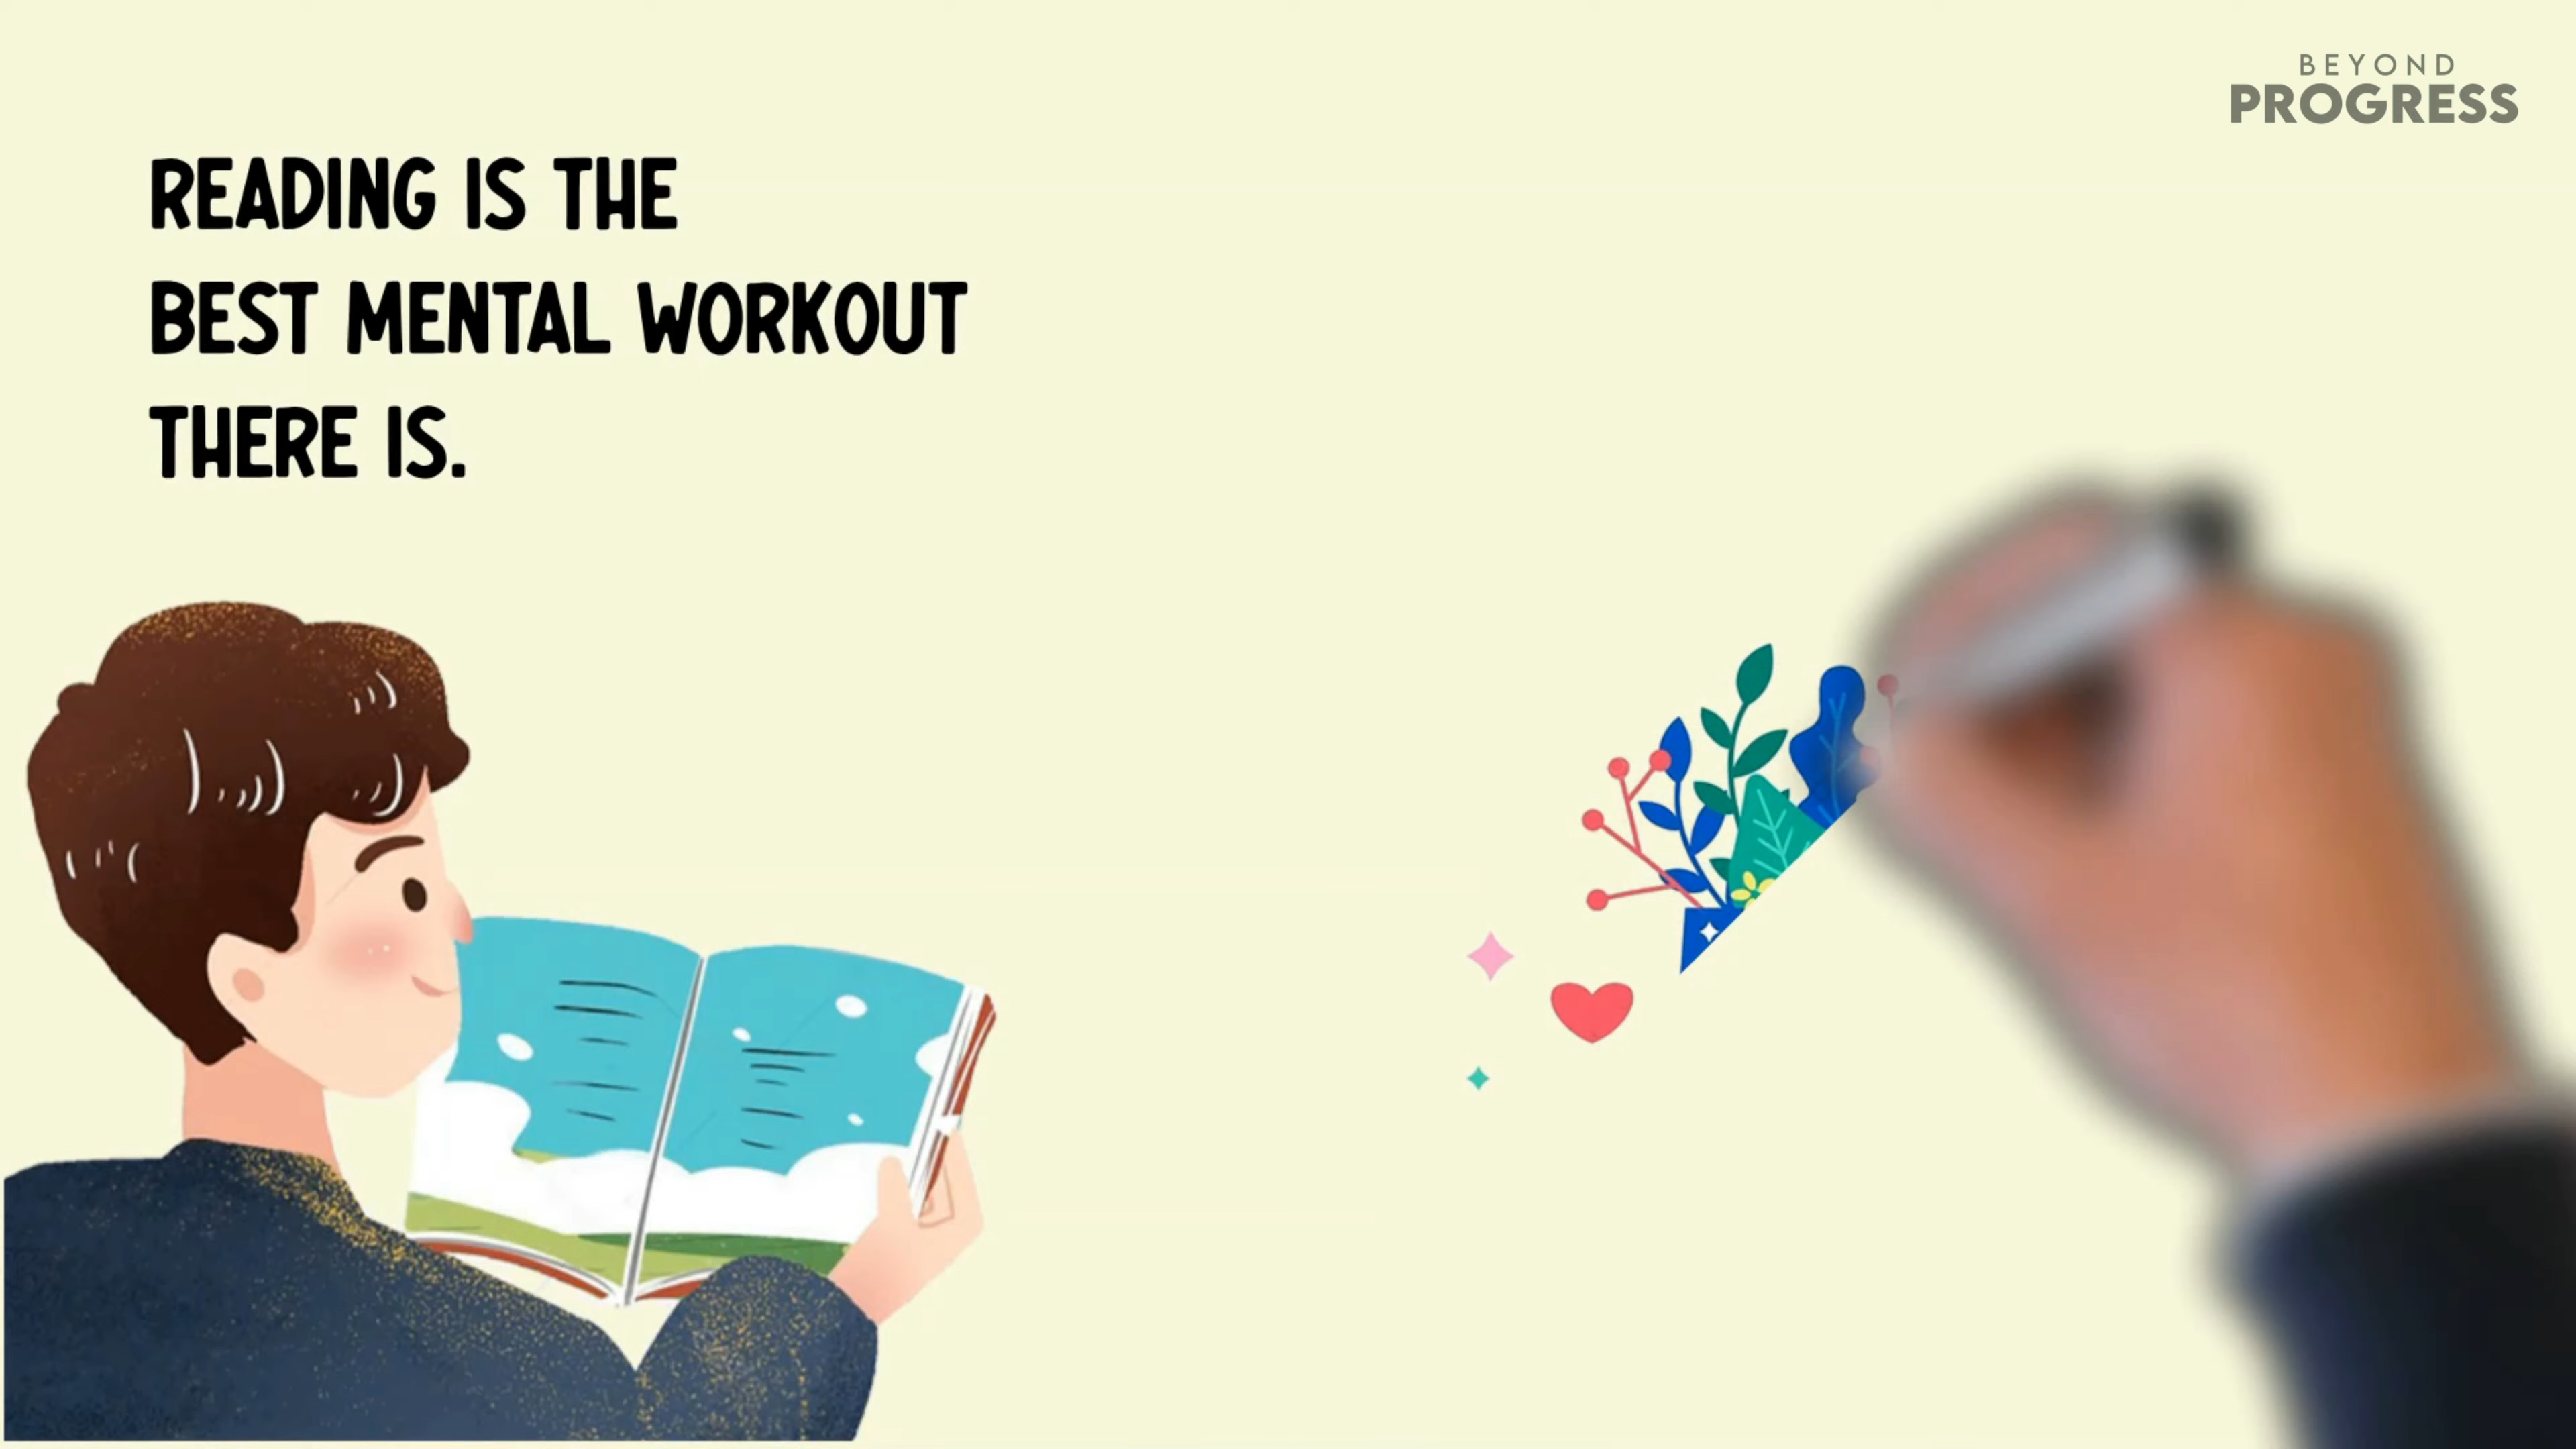 BEYOND
PROGRESS
READING IS THE
BEST MENTAL WORKOUT
THERE IS.